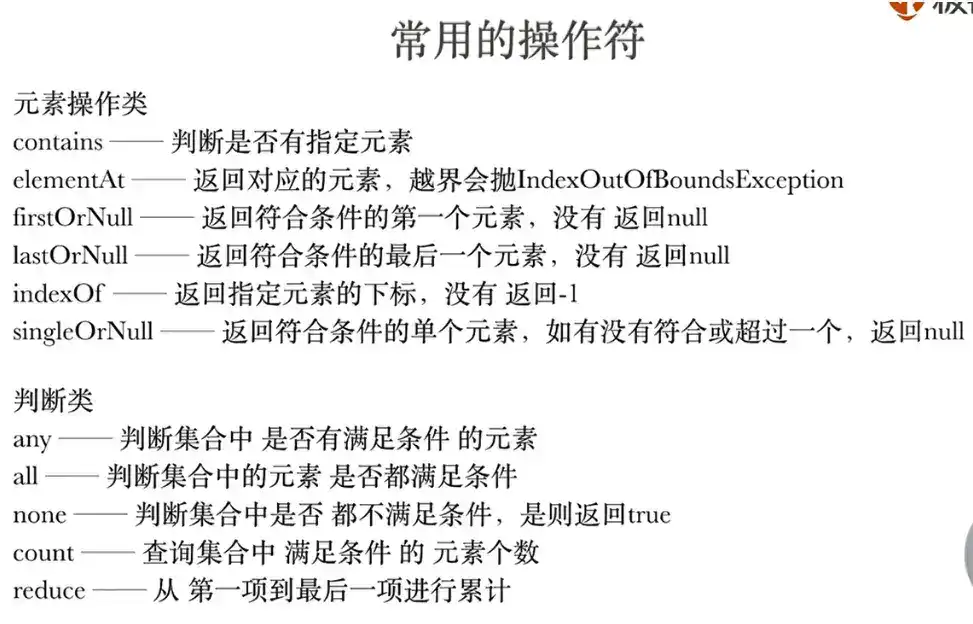 常用的操作符
元素操作类
contains —— 判断是否有指定元素
elementAt —— 返回对应的元素，越界会抛IndexOutOfBoundsException
firstOrNull —— 返回符合条件的第一个元素，没有 返回null
lastOrNull —— 返回符合条件的最后一个元素，没有 返回null
indexOf —— 返回指定元素的下标，没有 返回-1
singleOrNull —— 返回符合条件的单个元素，如有没有符合或超过一个，返回null
判断类
any —— 判断集合中 是否有满足条件 的元素
all —— 判断集合中的元素 是否都满足条件
none —— 判断集合中是否 都不满足条件，是则返回true
count —— 查询集合中 满足条件 的 元素个数
reduce —— 从 第一项到最后一项进行累计